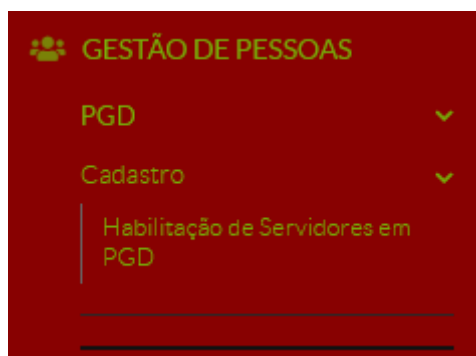 GESTÃO DE PESSOAS
PGD
Cadastro
Habilitação de Servidores em
PGD